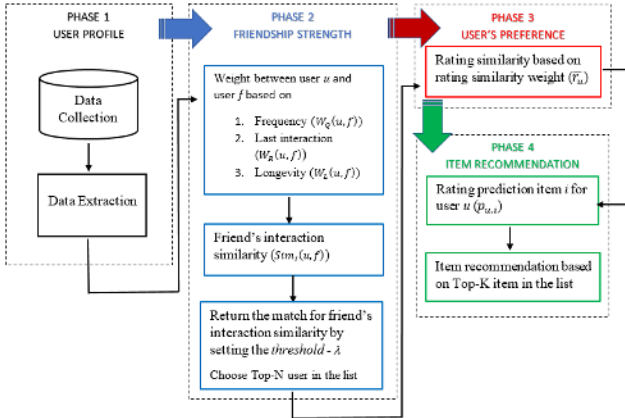 PHASE 1
USER PROFILE
Data
Collection
Data Extraction
PHASE 2
FRIENDSHIP STRENGTH
Weight between user u and
user f based on
1. Frequency (W_Q(u, f))
2. Last interaction
(W_R(u, f))
3. Longevity (W_L(u, f))
Friend's interaction
similarity (Sim_I(u, f))
Return the match for friend's
interaction similarity by
setting the threshold - λ
Choose Top-N user in the list
PHASE 3
USER'S PREFERENCE
Rating similarity based on
rating similarity weight (r̄_u)
PHASE 4
ITEM RECOMMENDATION
Rating prediction item i for
user u (p_{u,i})
Item recommendation based
on Top-K item in the list